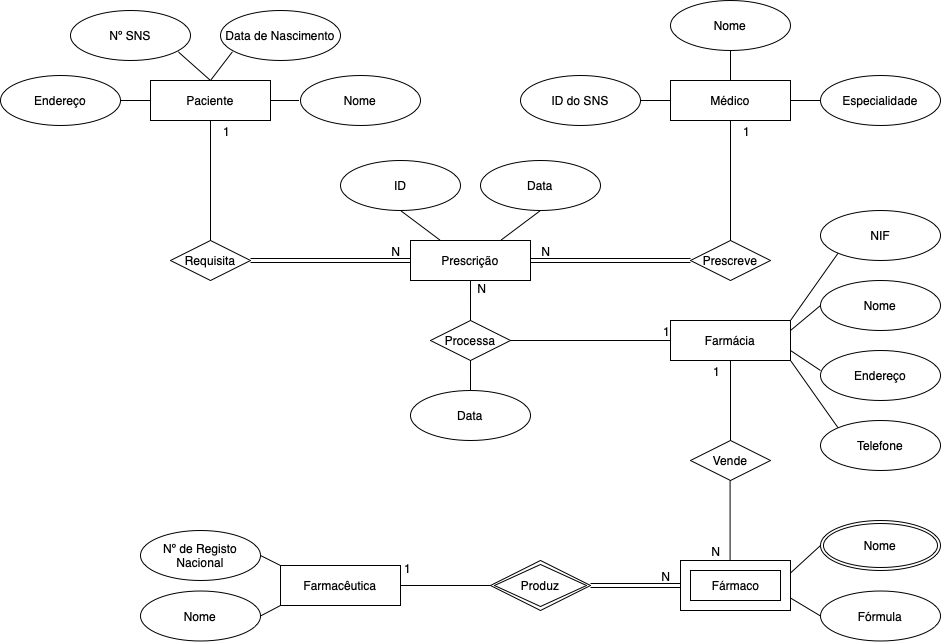 Nome
Nº SNS
Data de Nascimento
Endereço
Paciente
Nome
ID do SNS
Médico
Especialidade
1
1
ID
Data
NIF
N
N
Requisita
Prescrição
Prescreve
N
Nome
1
Processa
Farmácia
1
Endereço
Data
Telefone
Vende
N
Nome
Nº de Registo
Nacional
1
N
Farmacêutica
Produz
Fármaco
Nome
Fórmula